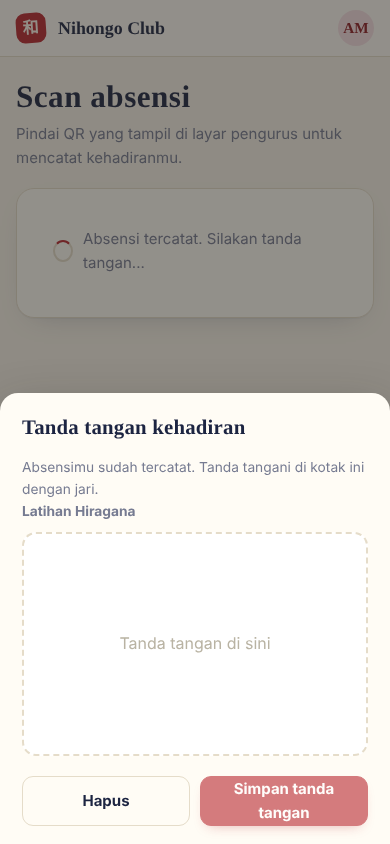 和 Nihongo Club AM
Scan absensi
Pindai QR yang tampil di layar pengurus untuk
mencatat kehadiranmu.
Absensi tercatat. Silakan tanda
tangan...
Tanda tangan kehadiran
Absensimu sudah tercatat. Tanda tangani di kotak ini
dengan jari.
Latihan Hiragana
Tanda tangan di sini
Hapus
Simpan tanda
tangan